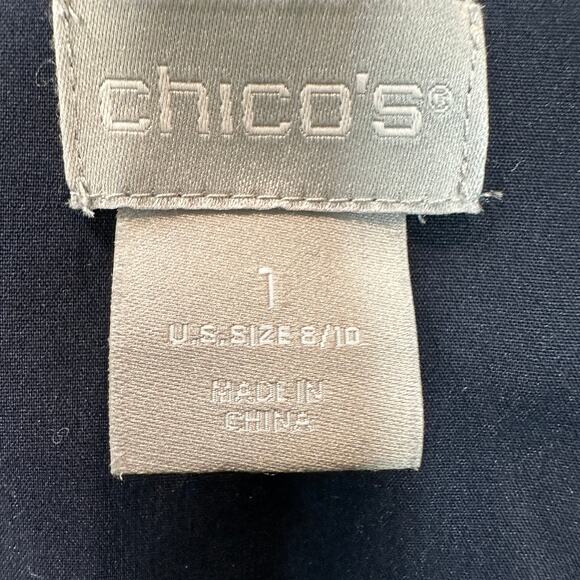 chico's®
1
U.S. SIZE 8/10
MADE IN
CHINA